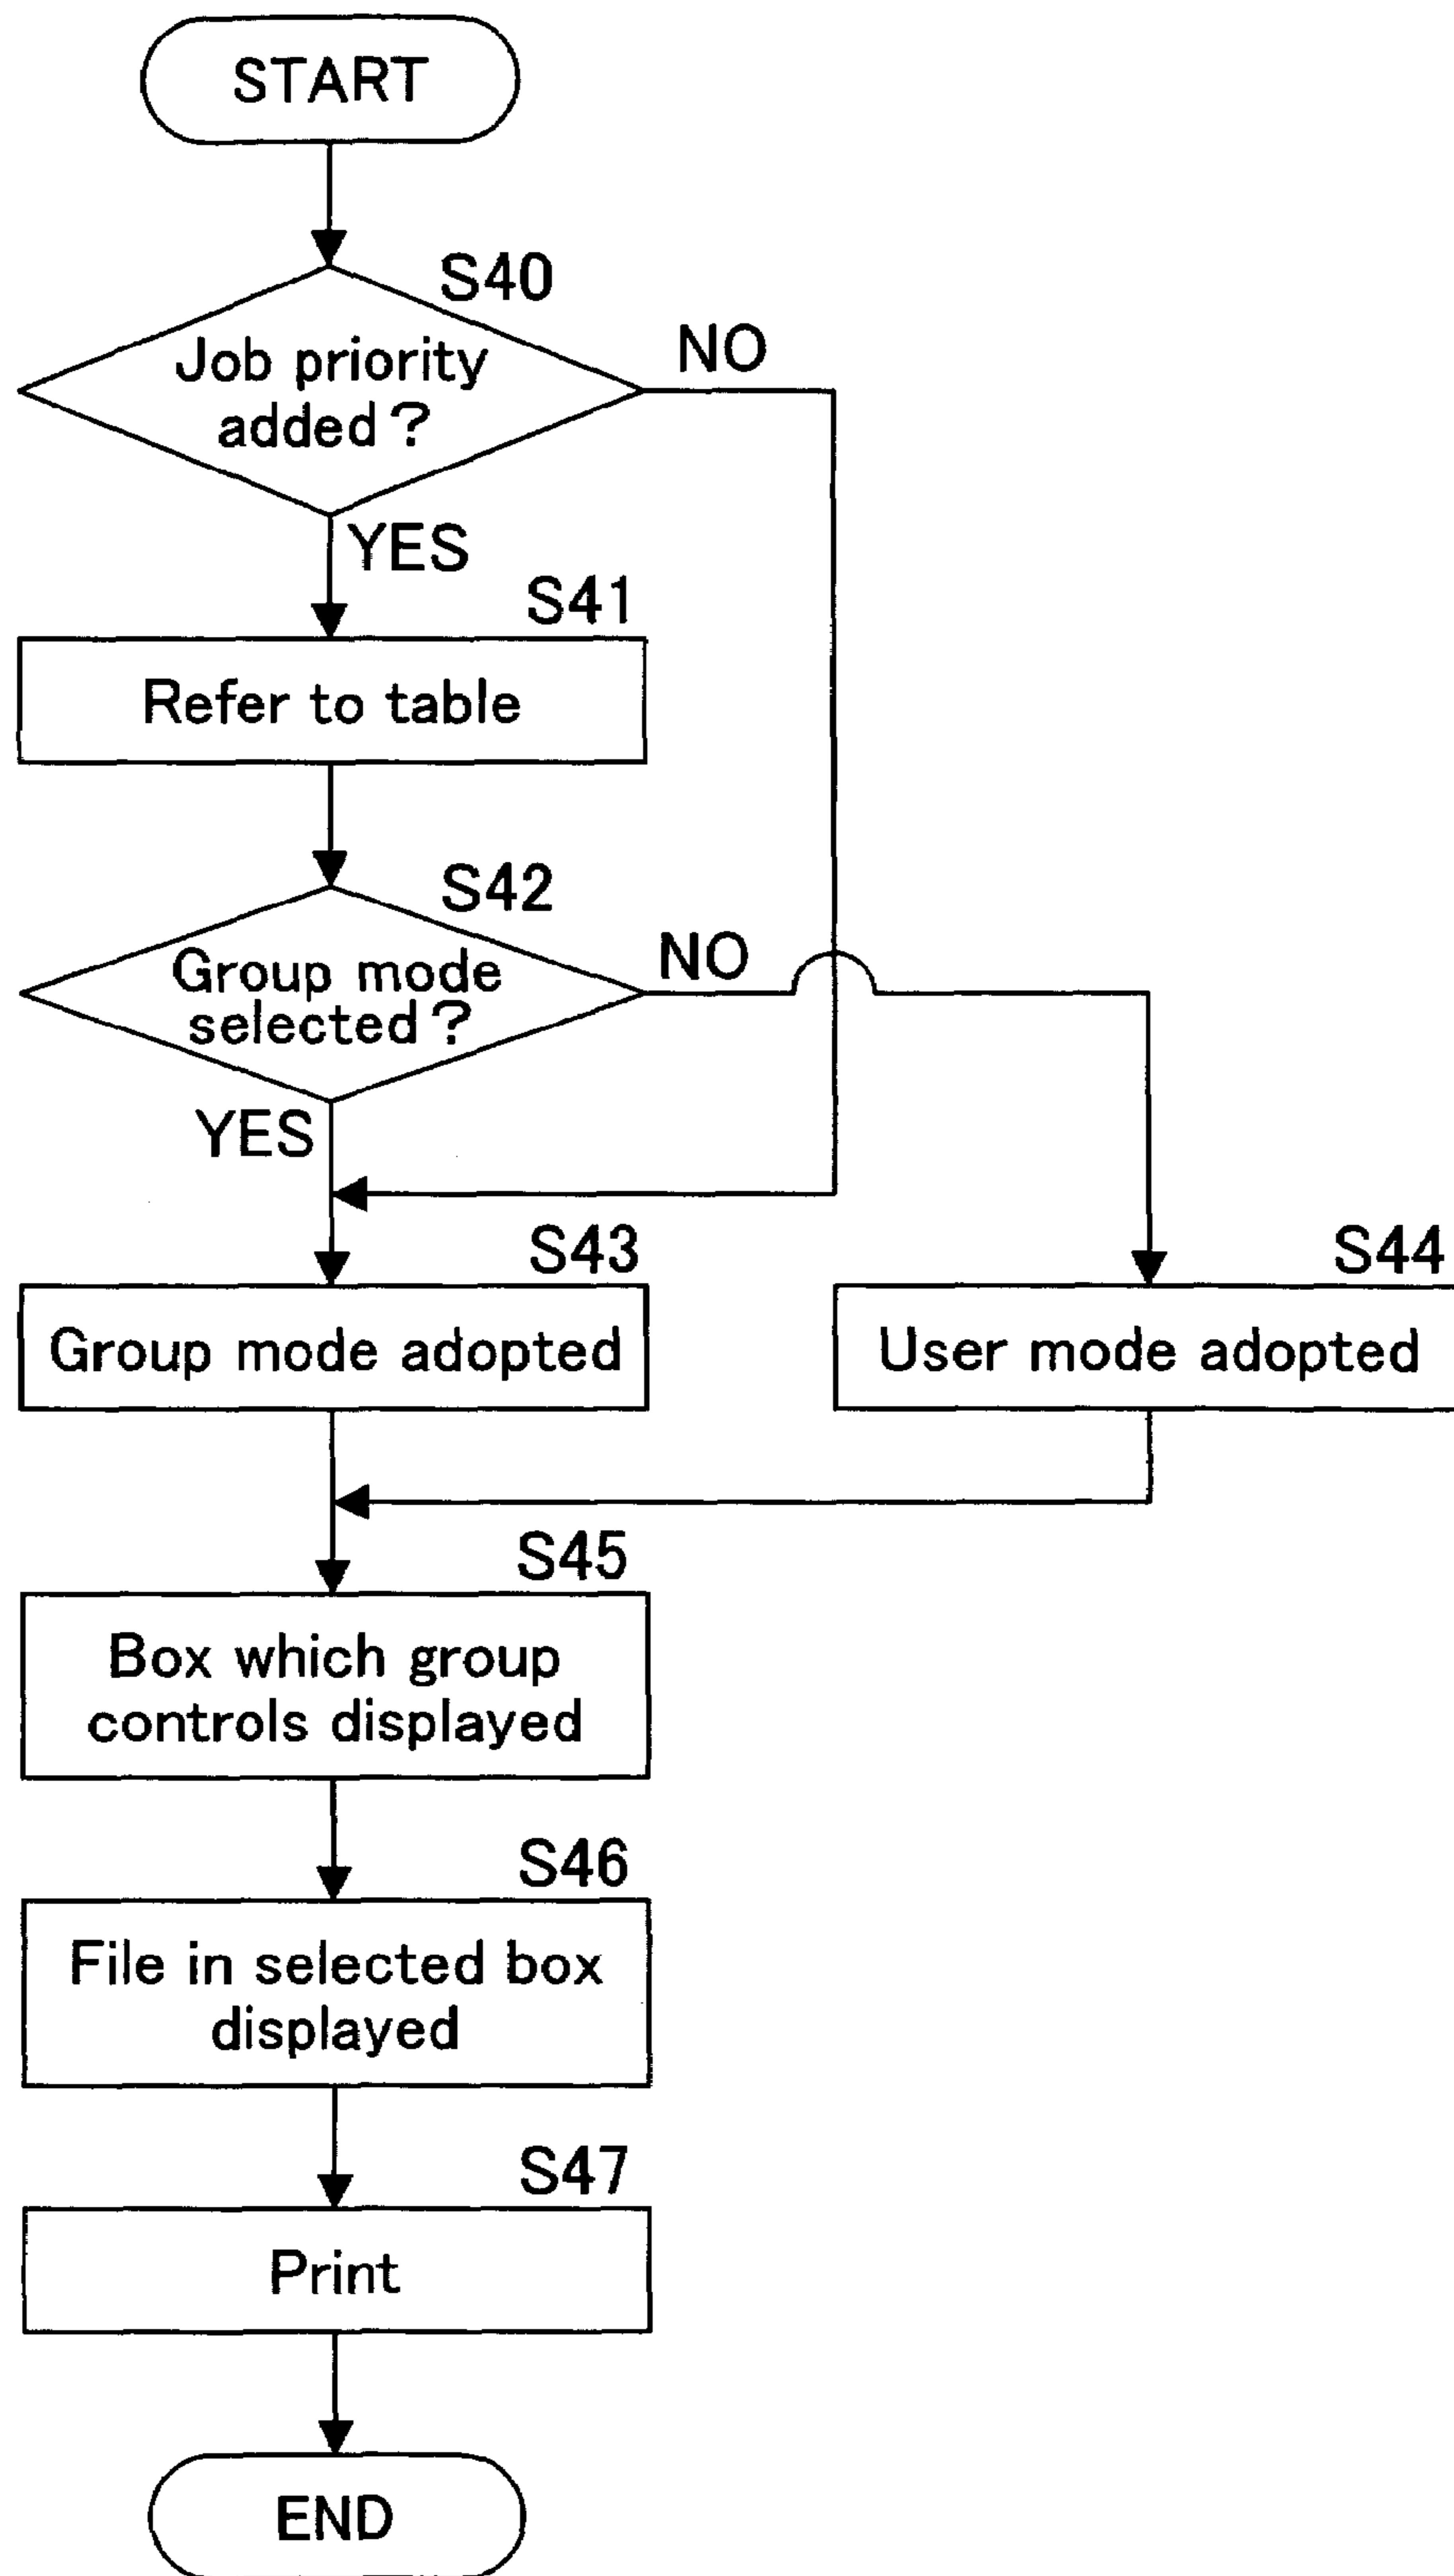 START
S40
Job priority
added?
NO
YES
S41
Refer to table
S42
Group mode
selected?
NO
YES
S43
Group mode adopted
S44
User mode adopted
S45
Box which group
controls displayed
S46
File in selected box
displayed
S47
Print
END